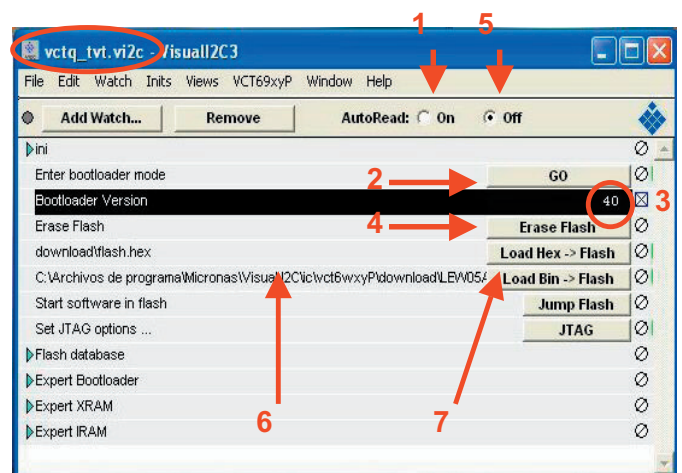 1 5
vctq_tvt.vi2c - VisualI2C3
File Edit Watch Inits Views VCT69xyP Window Help
Add Watch... Remove AutoRead: On Off
ini
Enter bootloader mode 2 GO
Bootloader Version 40 3
Erase Flash 4 Erase Flash
download\flash.hex Load Hex -> Flash
C:\Archivos de programa\Micronas\VisualI2C\ic\vct6wxyP\download\LEW05A Load Bin -> Flash
Start software in flash Jump Flash
Set JTAG options ... JTAG
Flash database
Expert Bootloader
Expert XRAM
Expert IRAM
6 7